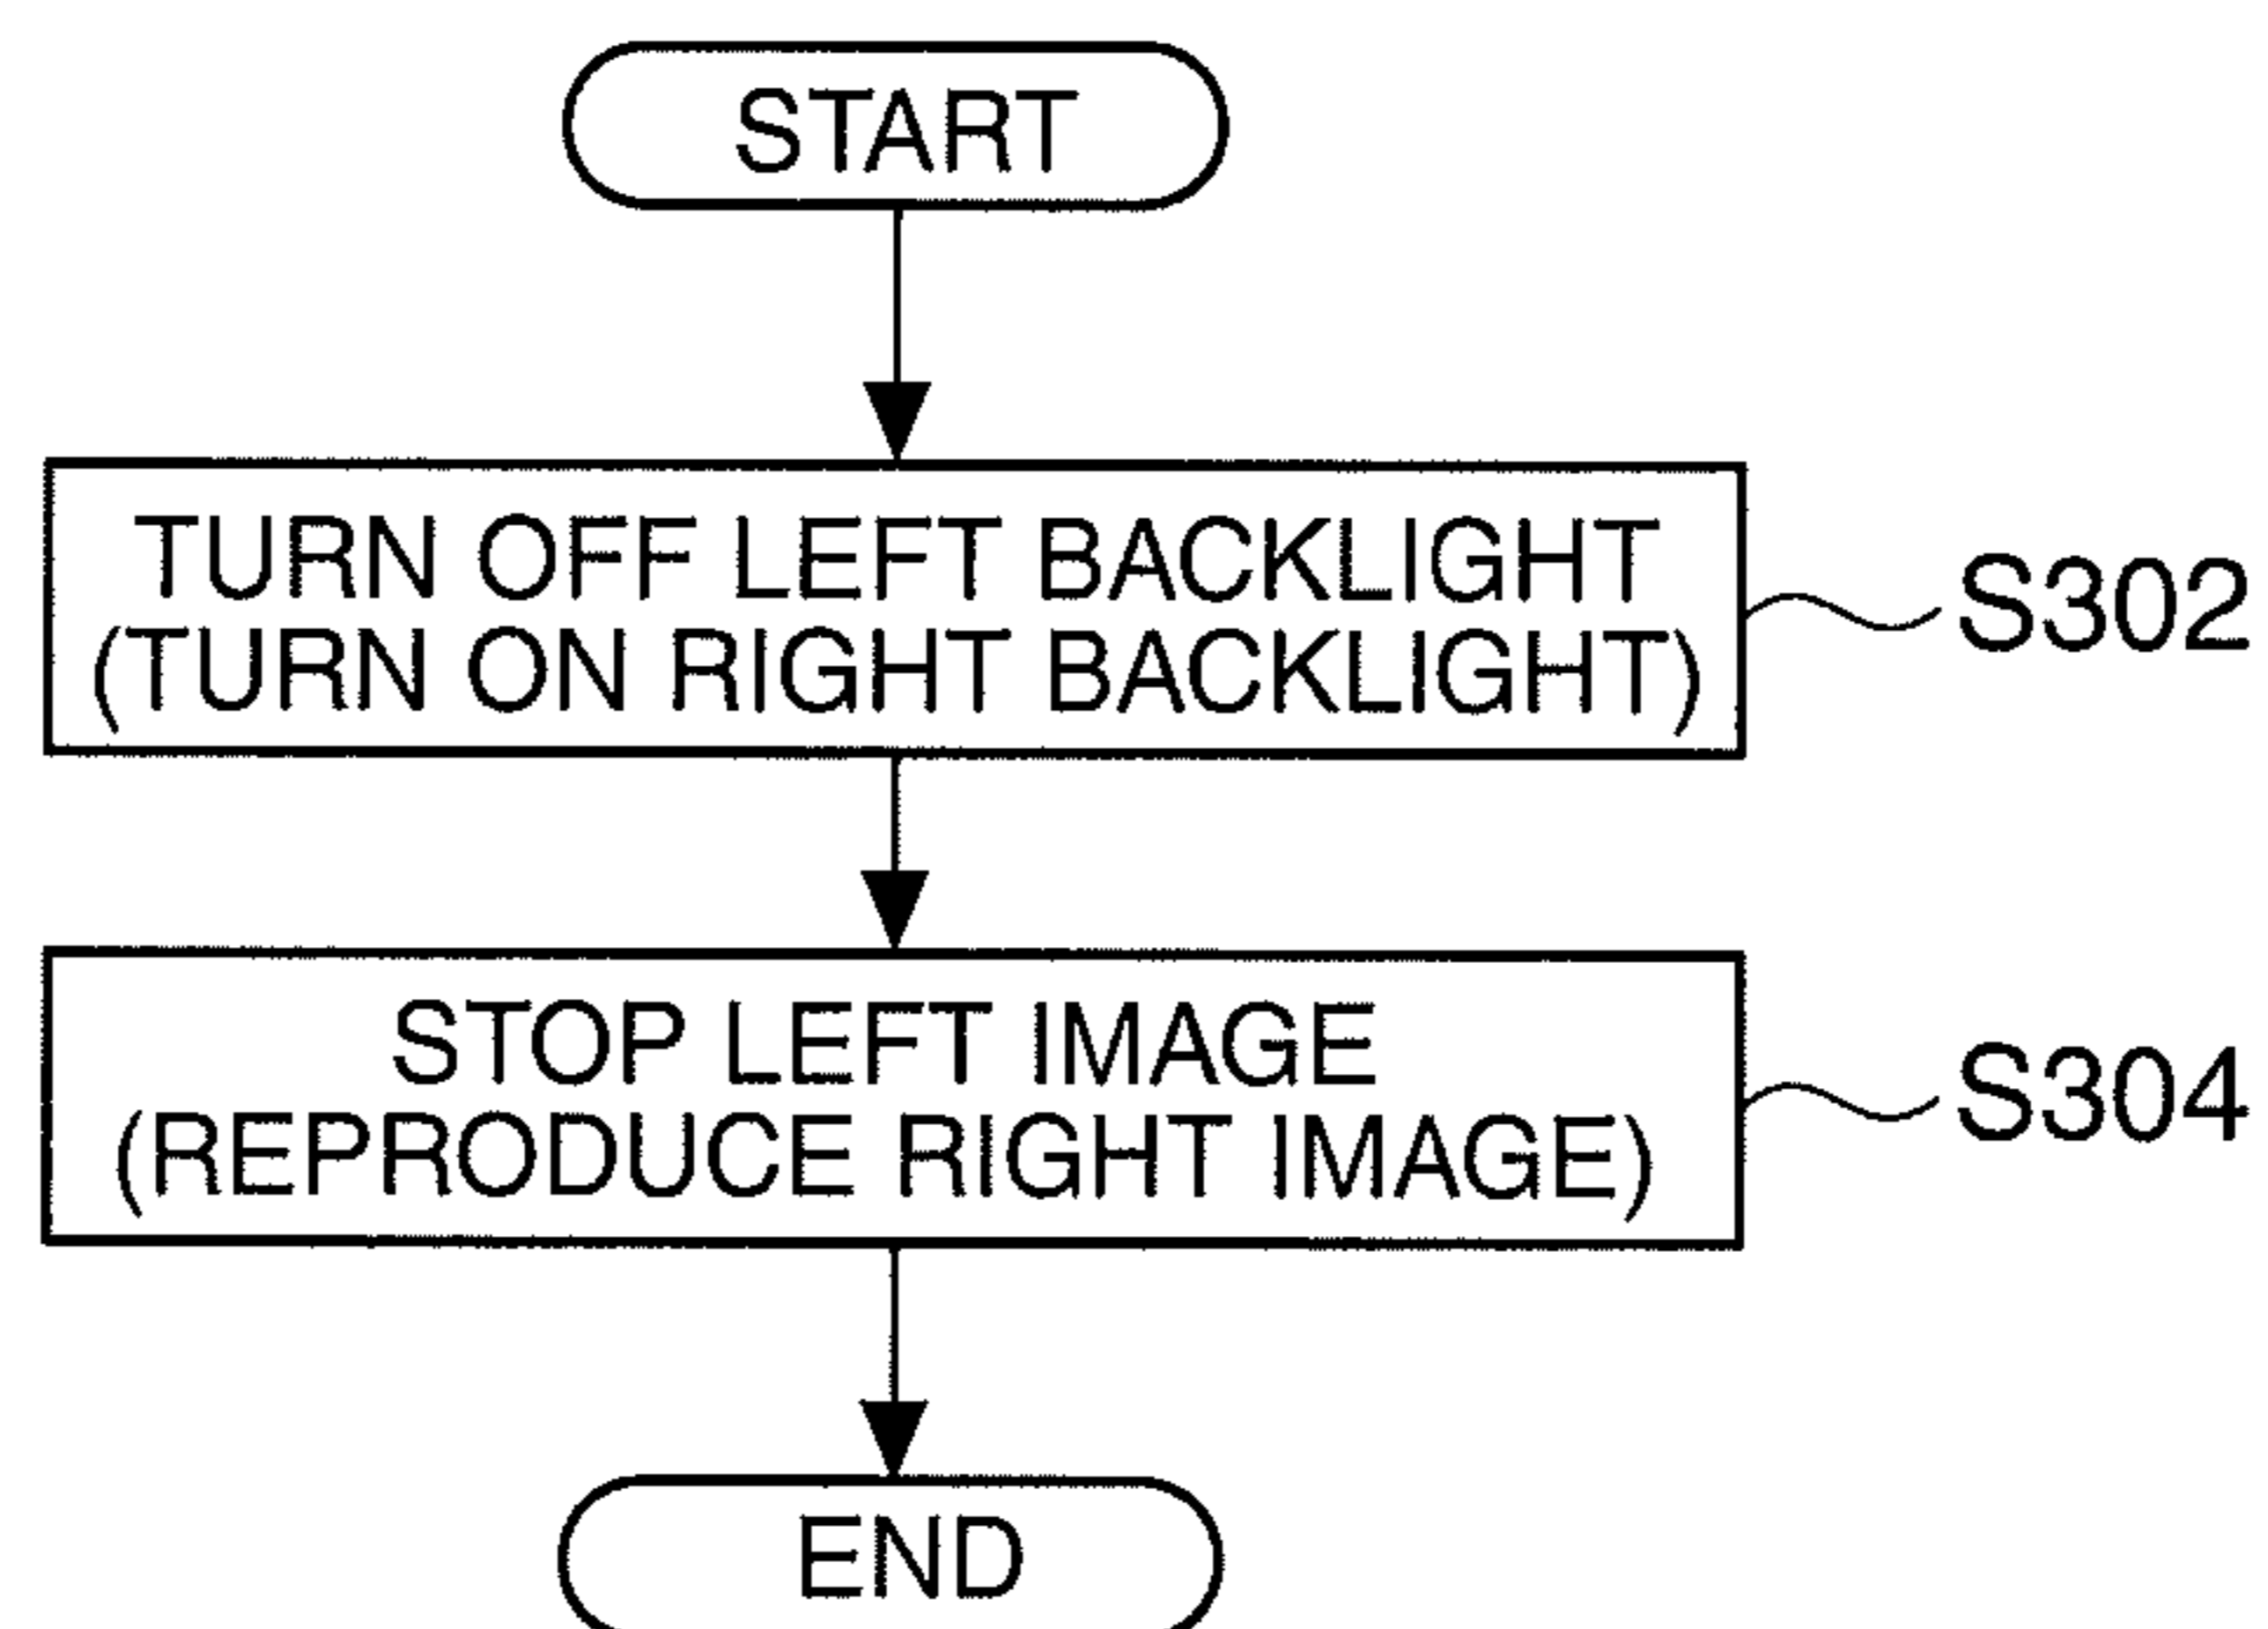 START
TURN OFF LEFT BACKLIGHT
(TURN ON RIGHT BACKLIGHT)
S302
STOP LEFT IMAGE
(REPRODUCE RIGHT IMAGE)
S304
END